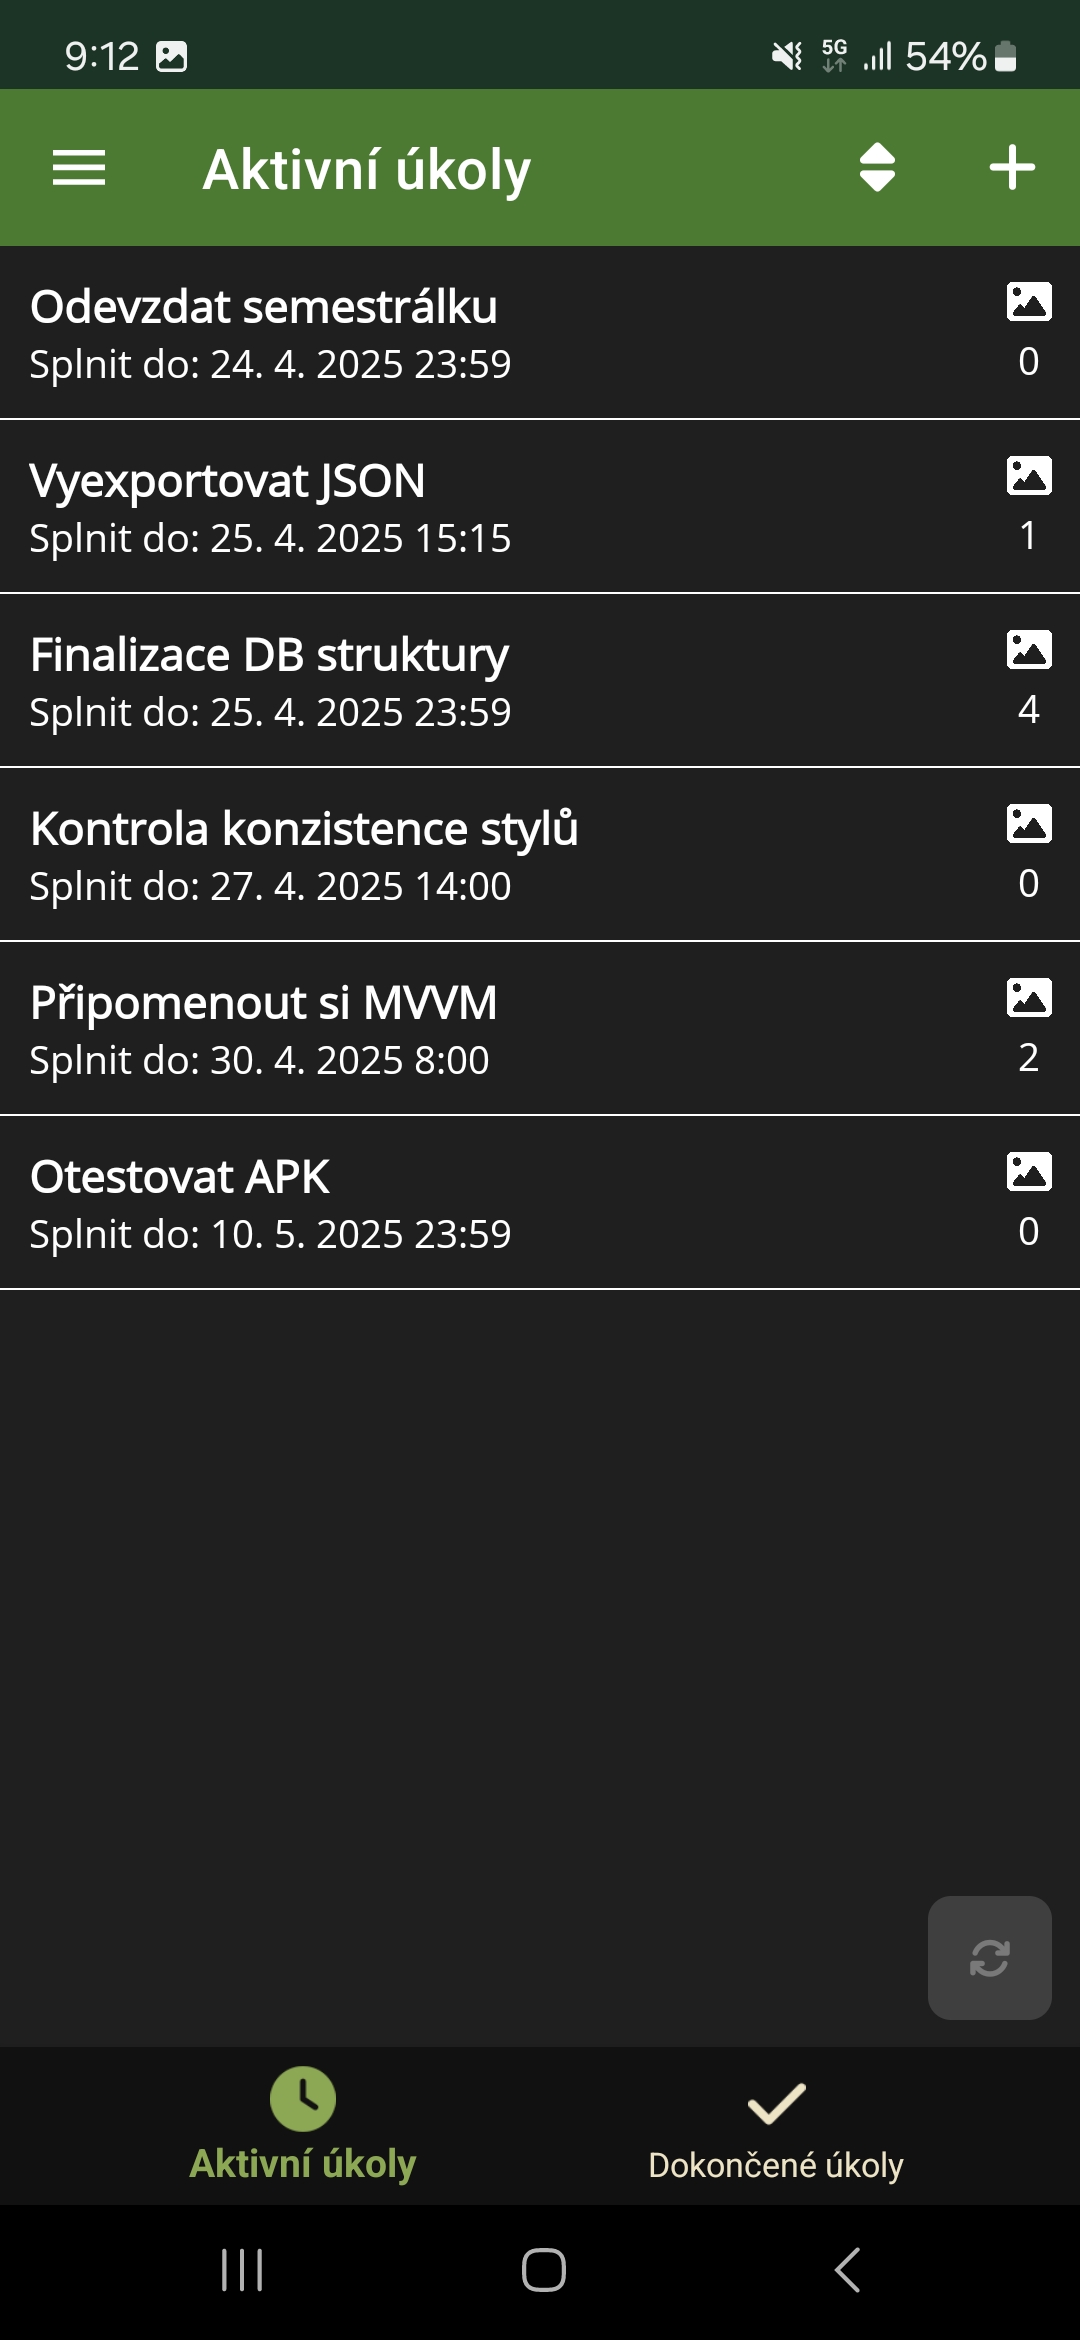 9:12
5G 54%
Aktivní úkoly
Odevzdat semestrálku
Splnit do: 24. 4. 2025 23:59
0
Vyexportovat JSON
Splnit do: 25. 4. 2025 15:15
1
Finalizace DB struktury
Splnit do: 25. 4. 2025 23:59
4
Kontrola konzistence stylů
Splnit do: 27. 4. 2025 14:00
0
Připomenout si MVVM
Splnit do: 30. 4. 2025 8:00
2
Otestovat APK
Splnit do: 10. 5. 2025 23:59
0
Aktivní úkoly
Dokončené úkoly